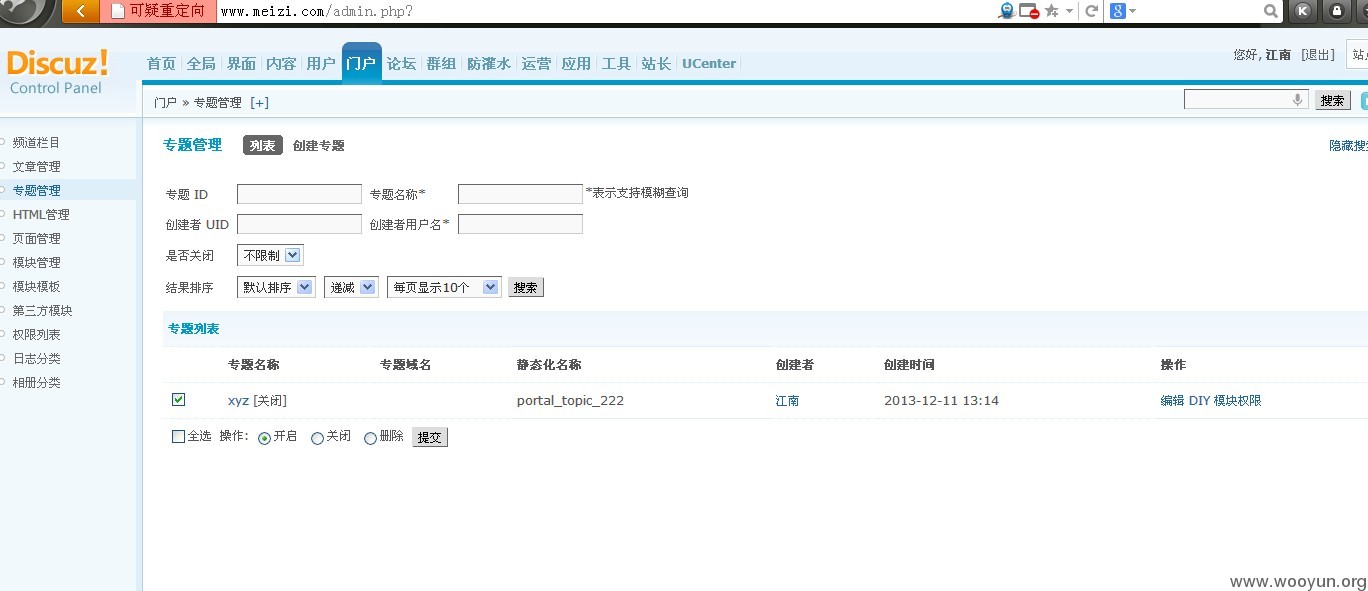 可疑重定向 www.meizi.com/admin.php?
Discuz!
Control Panel
首页 全局 界面 内容 用户 门户 论坛 群组 防灌水 运营 应用 工具 站长 UCenter
您好, 江南 [退出] 站点
门户 » 专题管理 [+]
搜索
频道栏目
文章管理
专题管理
HTML管理
页面管理
模块管理
模块模板
第三方模块
权限列表
日志分类
相册分类
专题管理 列表 创建专题
隐藏搜
专题 ID 专题名称* *表示支持模糊查询
创建者 UID 创建者用户名*
是否关闭 不限制
结果排序 默认排序 递减 每页显示10个 搜索
专题列表
专题名称 专题域名 静态化名称 创建者 创建时间 操作
xyz [关闭] portal_topic_222 江南 2013-12-11 13:14 编辑 DIY 模块权限
全选 操作: 开启 关闭 删除 提交
www.wooyun.org